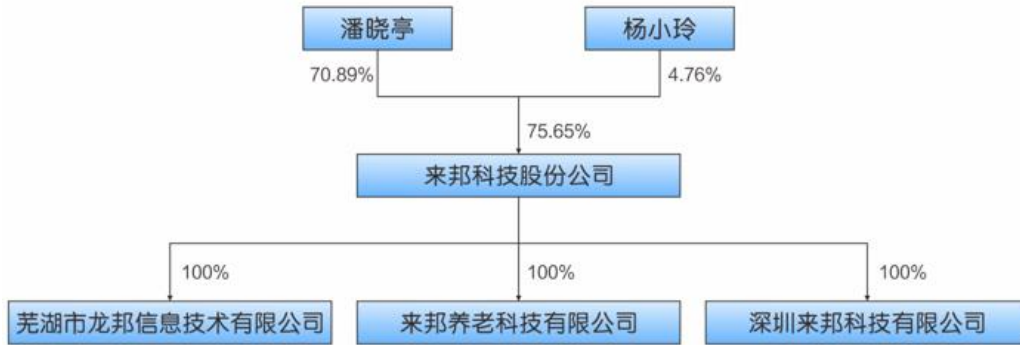 潘晓亭
杨小玲
70.89%
4.76%
75.65%
来邦科技股份公司
100%
100%
100%
芜湖市龙邦信息技术有限公司
来邦养老科技有限公司
深圳来邦科技有限公司